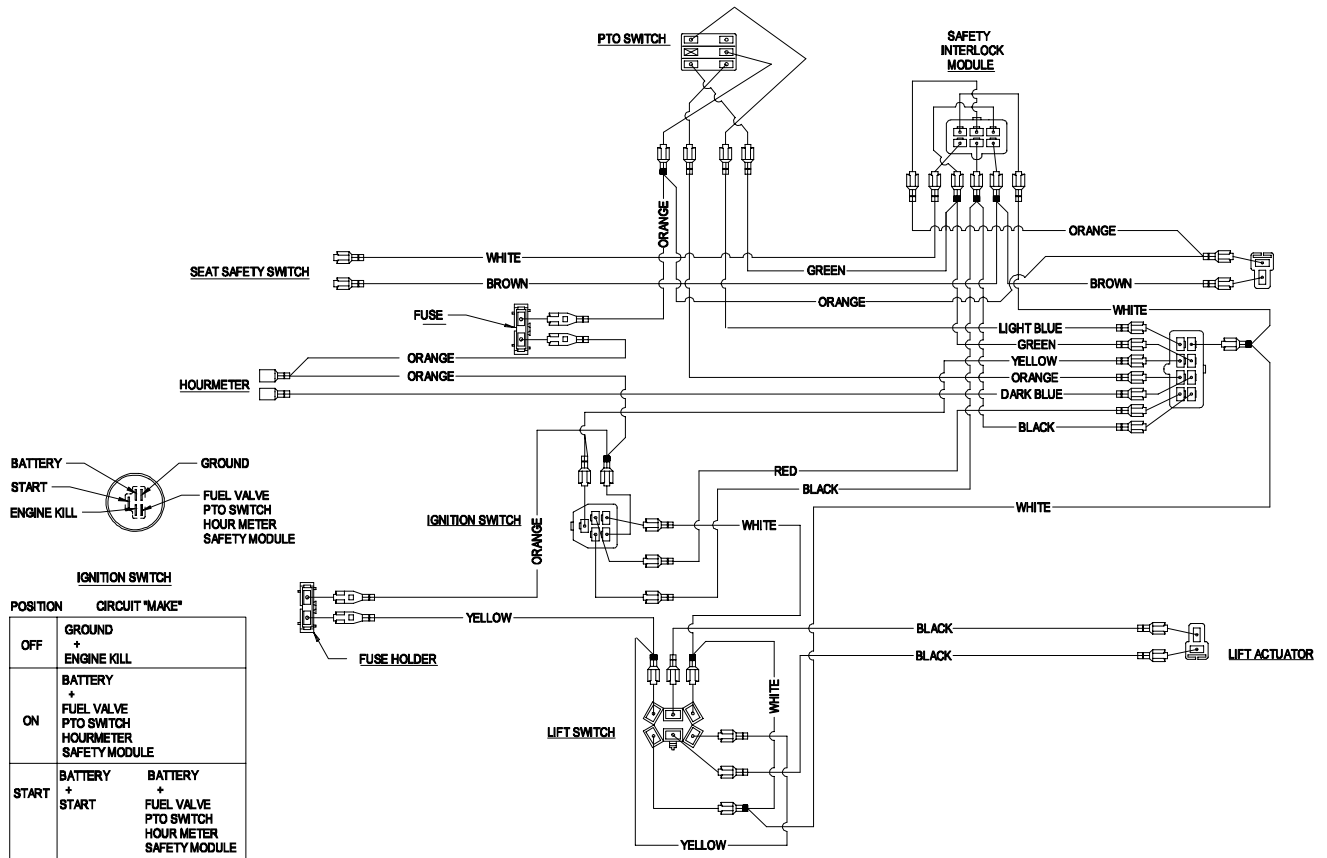 PTO SWITCH
SAFETY
INTERLOCK
MODULE
ORANGE
ORANGE
WHITE
SEAT SAFETY SWITCH
GREEN
BROWN
BROWN
ORANGE
WHITE
FUSE
LIGHT BLUE
GREEN
ORANGE
YELLOW
ORANGE
ORANGE
HOURMETER
DARK BLUE
BLACK
BATTERY
GROUND
START
ENGINE KILL
FUEL VALVE
PTO SWITCH
HOUR METER
SAFETY MODULE
RED
BLACK
WHITE
IGNITION SWITCH
WHITE
ORANGE
IGNITION SWITCH
POSITION CIRCUIT "MAKE"
OFF
GROUND
+
ENGINE KILL
ON
BATTERY
+
FUEL VALVE
PTO SWITCH
HOURMETER
SAFETY MODULE
START
BATTERY
+
START
BATTERY
+
FUEL VALVE
PTO SWITCH
HOUR METER
SAFETY MODULE
YELLOW
FUSE HOLDER
BLACK
BLACK
LIFT ACTUATOR
WHITE
LIFT SWITCH
YELLOW